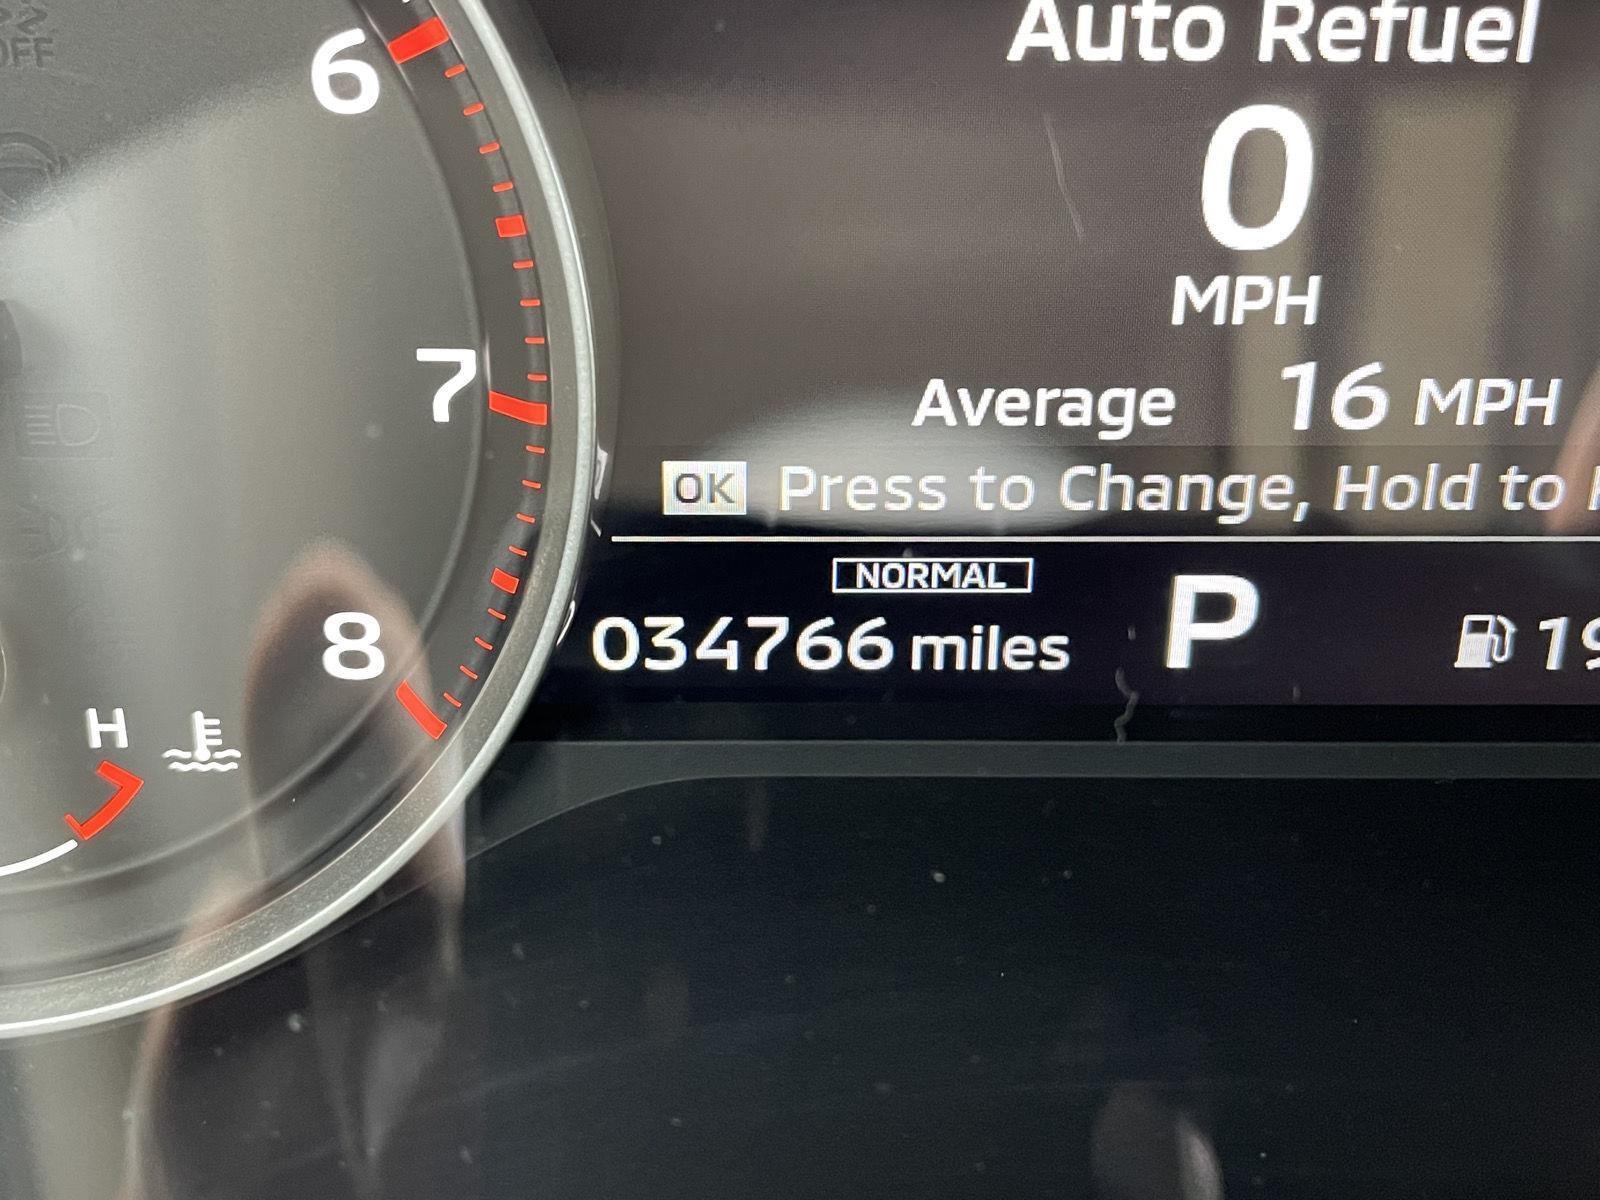 OFF
6
7
8
H
Auto Refuel
0
MPH
Average 16 MPH
OK Press to Change, Hold to
NORMAL
034766 miles P